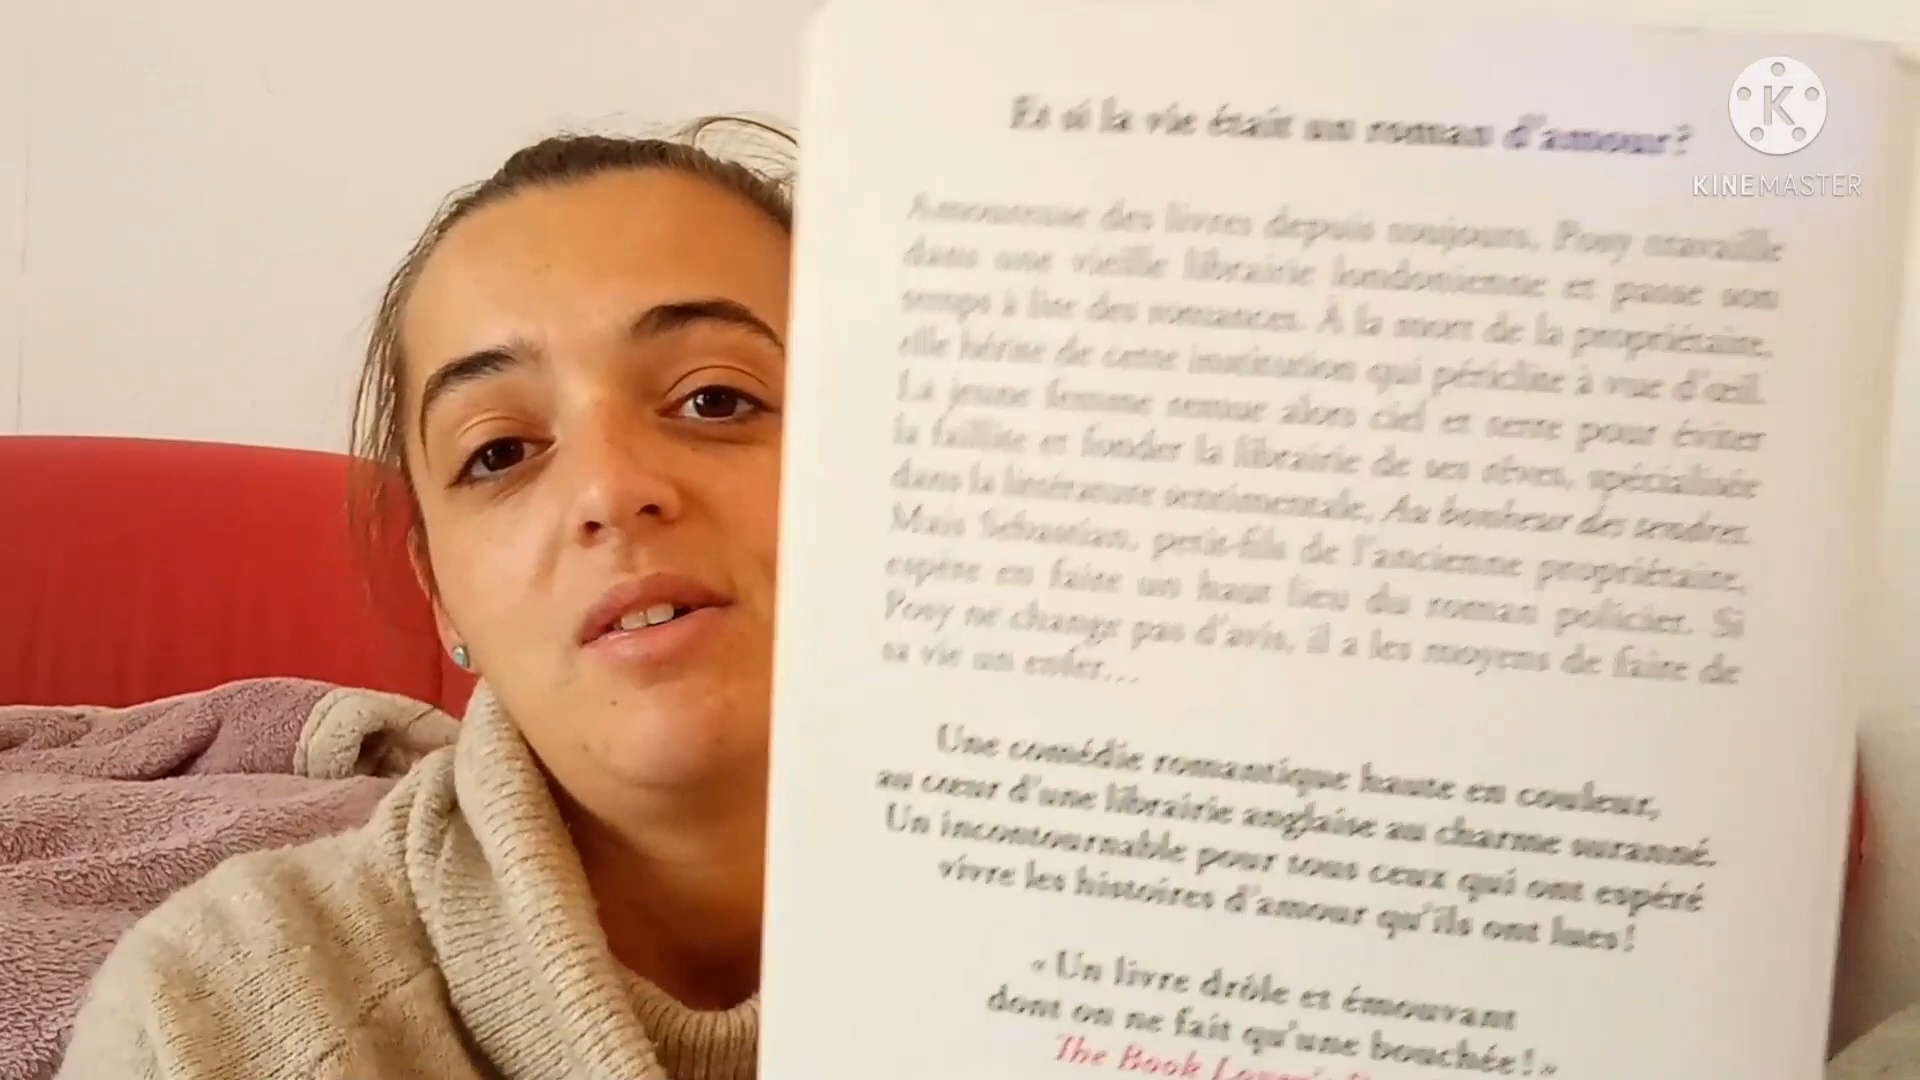 Et si la vie était un roman d'amour?
KINEMASTER
Amoureuse des livres depuis toujours, Posy travaille
dans une vieille librairie londonienne et passe son
temps à lire des romances. À la mort de la propriétaire,
elle hérite de cette institution qui périclite à vue d'œil.
La jeune femme remue alors ciel et terre pour éviter
la faillite et fonder la librairie de ses rêves, spécialisée
dans la littérature sentimentale, Au bonheur des tendres.
Mais Sebastian, petit-fils de l'ancienne propriétaire,
espère en faire un haut lieu du roman policier. Si
Posy ne change pas d'avis, il a les moyens de faire de
sa vie un enfer...
Une comédie romantique haute en couleur,
au cœur d'une librairie anglaise au charme suranné.
Un incontournable pour tous ceux qui ont espéré
vivre les histoires d'amour qu'ils ont lues!
« Un livre drôle et émouvant
dont on ne fait qu'une bouchée! »
The Book Lover's